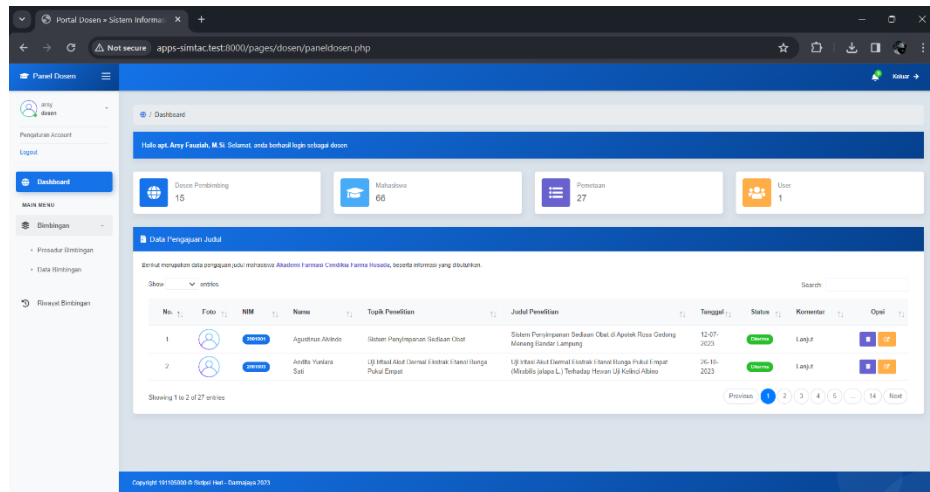 Portal Dosen » Sistem Informas
Not secure apps-simtac.test:8000/pages/dosen/paneldosen.php
Panel Dosen
Keluar
arsy
dosen
Pengaturan Account
Logout
Dashboard
MAIN MENU
Bimbingan
Prosedur Bimbingan
Data Bimbingan
Riwayat Bimbingan
/ Dashboard
Hallo apt. Arsy Fauziah, M.Si. Selamat, anda berhasil login sebagai dosen
Dosen Pembimbing
15
Mahasiswa
66
Pemetaan
27
User
1
Data Pengajuan Judul
Berikut merupakan data pengajuan judul mahasiswa Akademi Farmasi Cendikia Farma Husada, beserta informasi yang dibutuhkan.
Show entries
Search:
No. Foto NIM Nama Topik Penelitian Judul Penelitian Tanggal Status Komentar Opsi
1 2001001 Agustinus Alvindo Sistem Penyimpanan Sediaan Obat Sistem Penyimpanan Sediaan Obat di Apotek Rosa Gedong Meneng Bandar Lampung 12-07-2023 Diterima Lanjut
2 Andita Yuniara Sati Uji Iritasi Akut Dermal Ekstrak Etanol Bunga Pukul Empat Uji Iritasi Akut Dermal Ekstrak Etanol Bunga Pukul Empat (Mirabilis jalapa L.) Terhadap Hewan Uji Kelinci Albino 26-10-2023 Diterima Lanjut
Showing 1 to 2 of 27 entries
Previous 1 2 3 4 5 ... 14 Next
Copyright 191105000 © Sistpel Heri - Darmajaya 2023